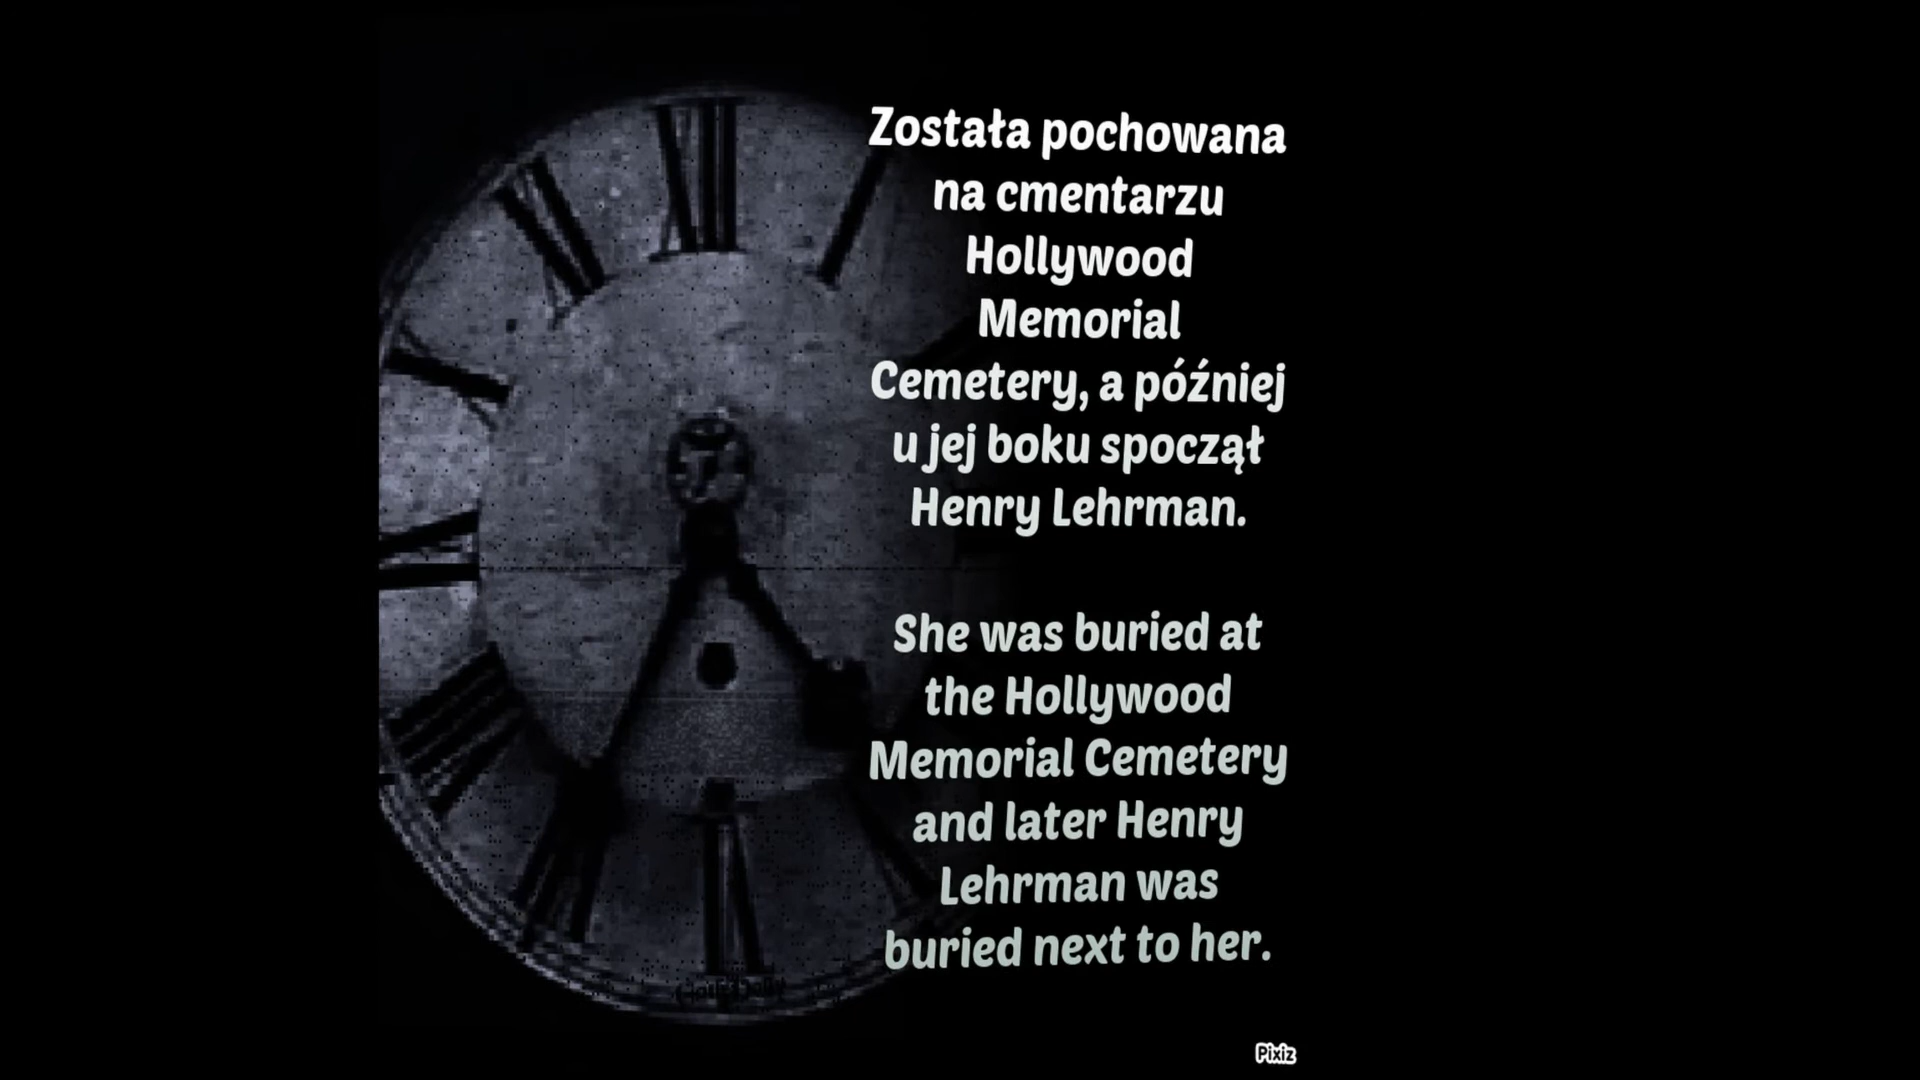 Została pochowana
na cmentarzu
Hollywood
Memorial
Cemetery, a później
u jej boku spoczął
Henry Lehrman.
She was buried at
the Hollywood
Memorial Cemetery
and later Henry
Lehrman was
buried next to her.
Pixiz